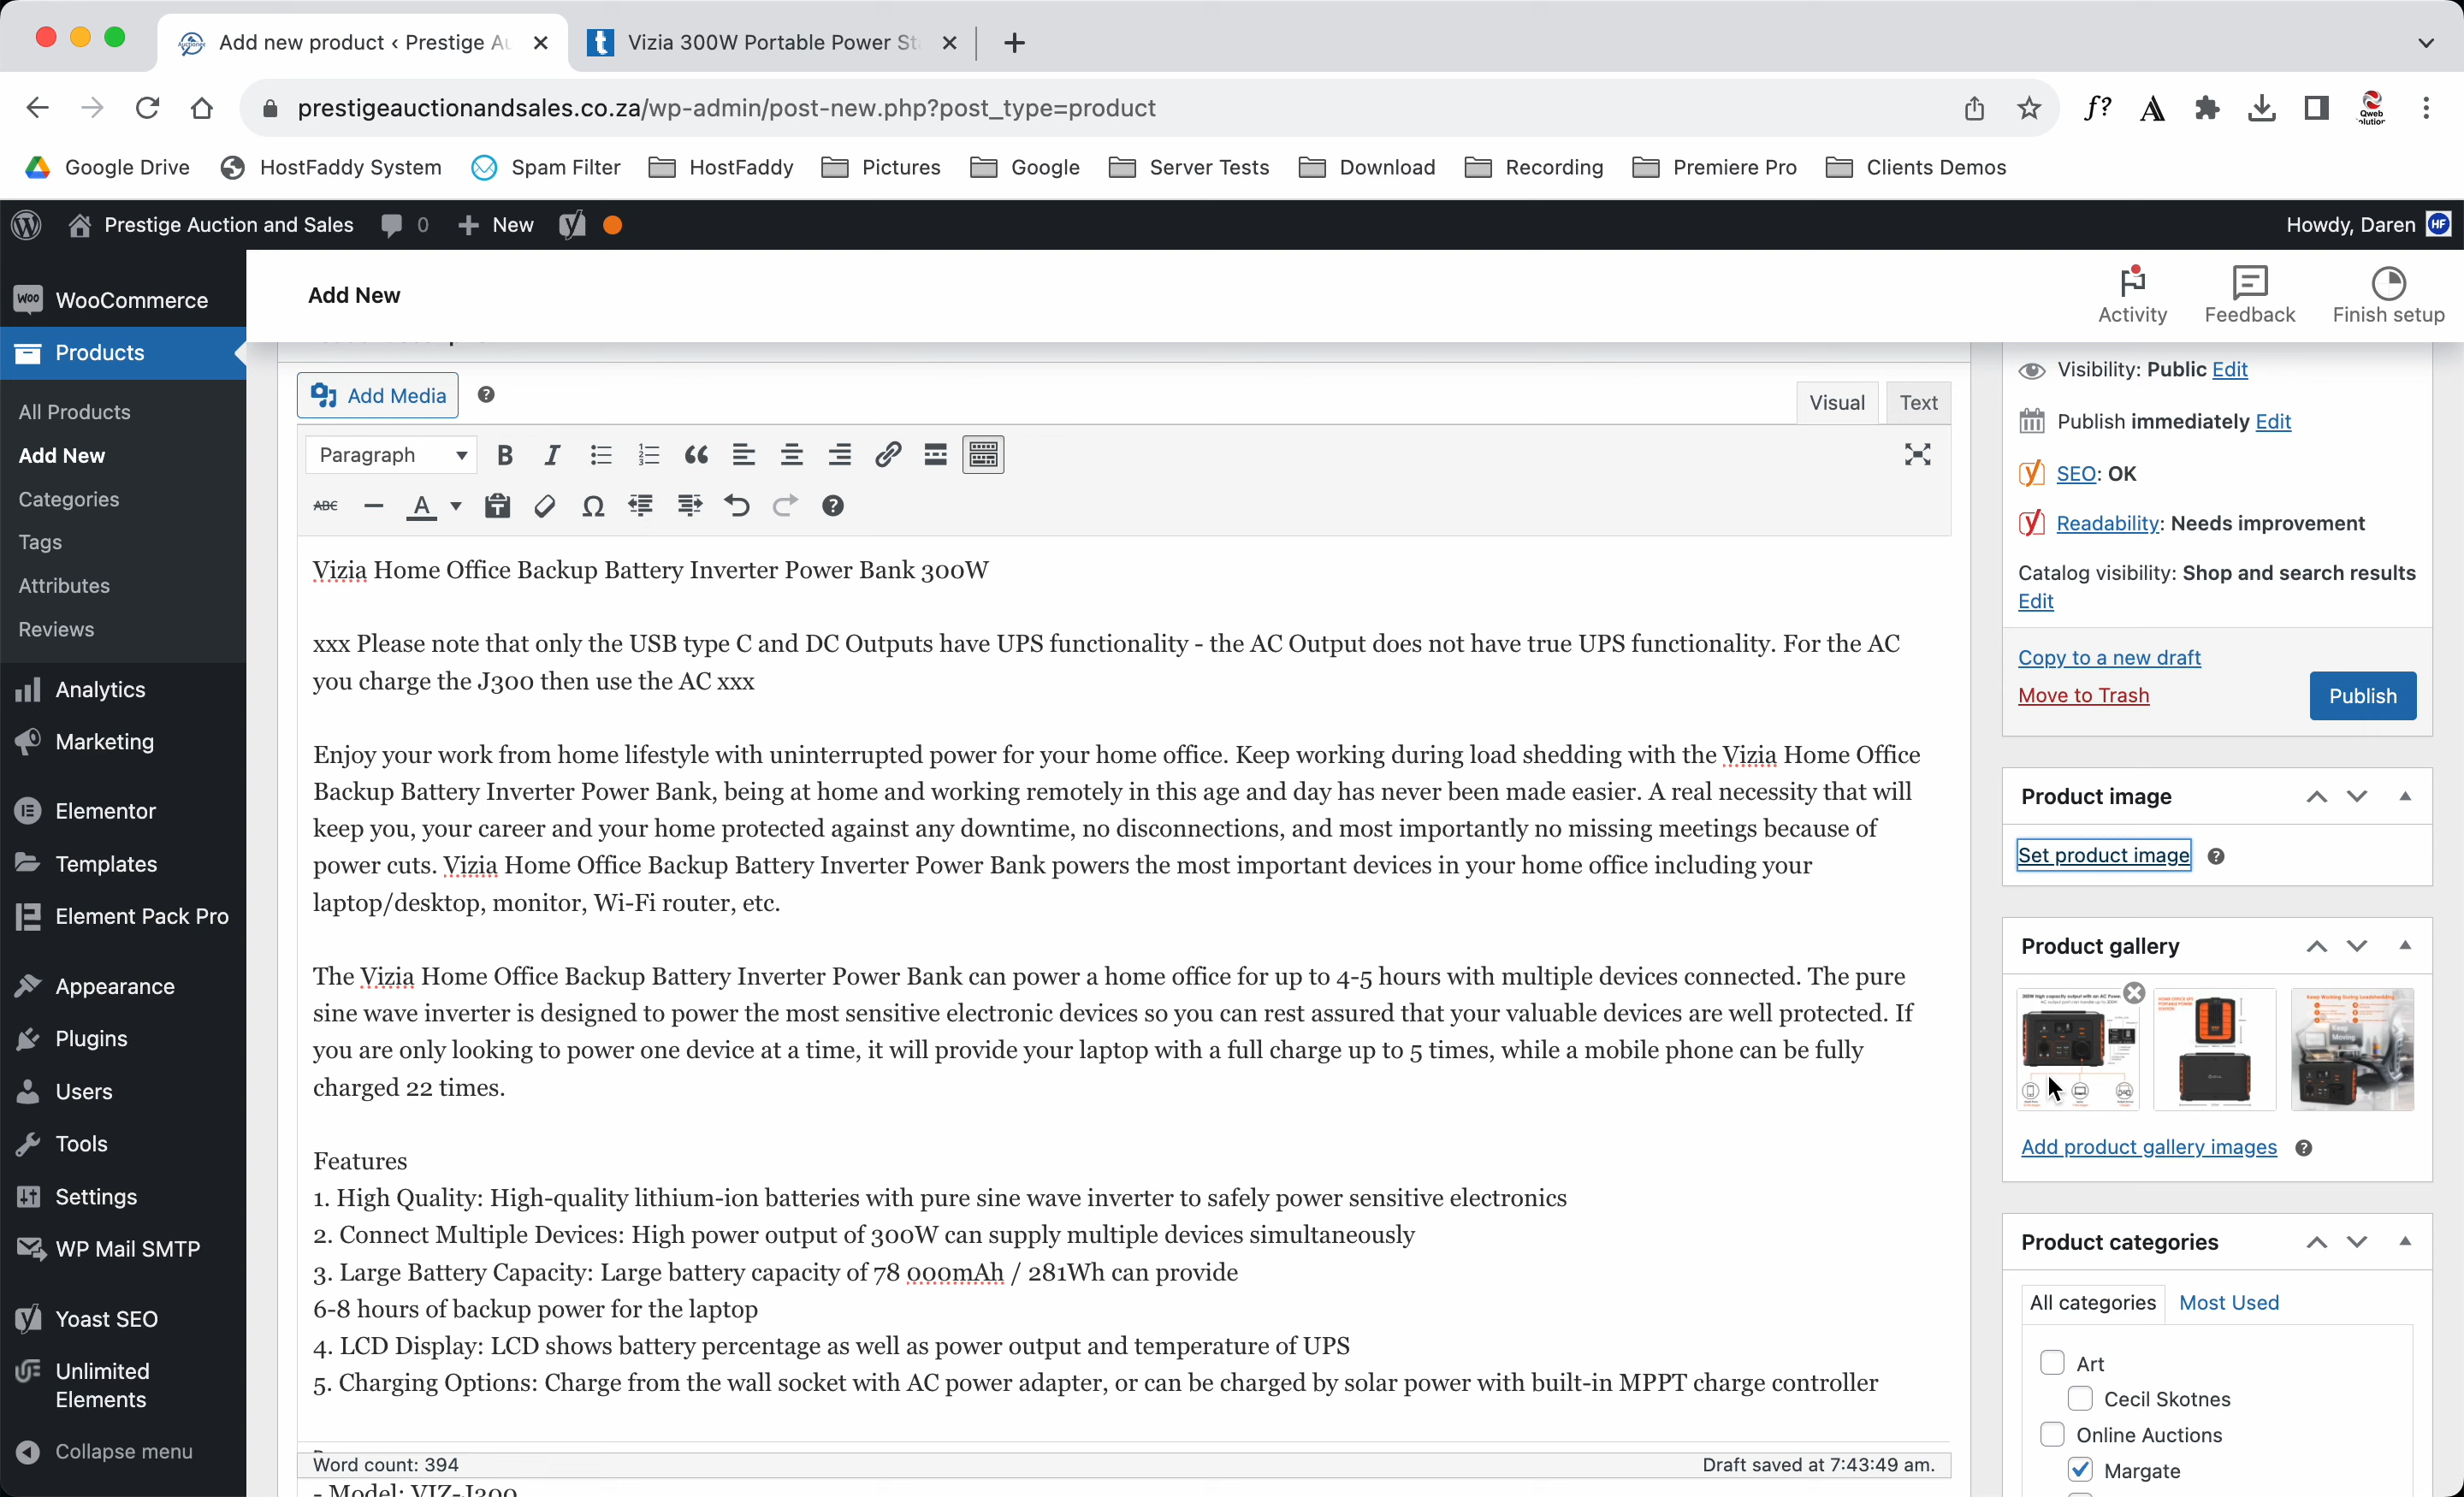 Add new product ‹ Prestige Au
Vizia 300W Portable Power Sta
prestigeauctionandsales.co.za/wp-admin/post-new.php?post_type=product
Google Drive
HostFaddy System
Spam Filter
HostFaddy
Pictures
Google
Server Tests
Download
Recording
Premiere Pro
Clients Demos
Prestige Auction and Sales
0
New
Howdy, Daren
HF
WooCommerce
Products
All Products
Add New
Categories
Tags
Attributes
Reviews
Analytics
Marketing
Elementor
Templates
Element Pack Pro
Appearance
Plugins
Users
Tools
Settings
WP Mail SMTP
Yoast SEO
Unlimited
Elements
Collapse menu
Add New
Activity
Feedback
Finish setup
Add Media
Visual
Text
Paragraph
Vizia Home Office Backup Battery Inverter Power Bank 300W
xxx Please note that only the USB type C and DC Outputs have UPS functionality - the AC Output does not have true UPS functionality. For the AC
you charge the J300 then use the AC xxx
Enjoy your work from home lifestyle with uninterrupted power for your home office. Keep working during load shedding with the Vizia Home Office
Backup Battery Inverter Power Bank, being at home and working remotely in this age and day has never been made easier. A real necessity that will
keep you, your career and your home protected against any downtime, no disconnections, and most importantly no missing meetings because of
power cuts. Vizia Home Office Backup Battery Inverter Power Bank powers the most important devices in your home office including your
laptop/desktop, monitor, Wi-Fi router, etc.
The Vizia Home Office Backup Battery Inverter Power Bank can power a home office for up to 4-5 hours with multiple devices connected. The pure
sine wave inverter is designed to power the most sensitive electronic devices so you can rest assured that your valuable devices are well protected. If
you are only looking to power one device at a time, it will provide your laptop with a full charge up to 5 times, while a mobile phone can be fully
charged 22 times.
Features
1. High Quality: High-quality lithium-ion batteries with pure sine wave inverter to safely power sensitive electronics
2. Connect Multiple Devices: High power output of 300W can supply multiple devices simultaneously
3. Large Battery Capacity: Large battery capacity of 78 000mAh / 281Wh can provide
6-8 hours of backup power for the laptop
4. LCD Display: LCD shows battery percentage as well as power output and temperature of UPS
5. Charging Options: Charge from the wall socket with AC power adapter, or can be charged by solar power with built-in MPPT charge controller
Word count: 394
Draft saved at 7:43:49 am.
- Model: VIZ-J300
Visibility: Public Edit
Publish immediately Edit
SEO: OK
Readability: Needs improvement
Catalog visibility: Shop and search results
Edit
Copy to a new draft
Move to Trash
Publish
Product image
Set product image
Product gallery
Keep Working During Loadshedding
Keep
Moving
Add product gallery images
Product categories
All categories
Most Used
Art
Cecil Skotnes
Online Auctions
Margate